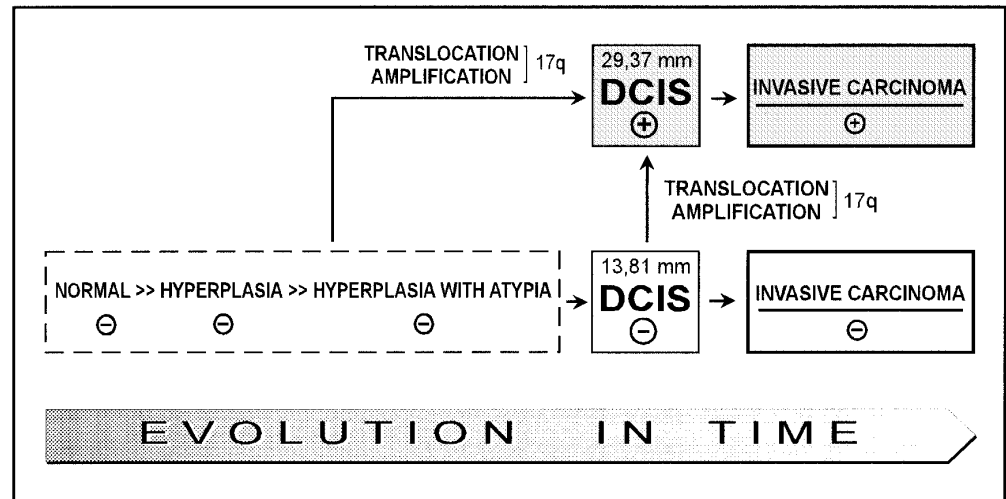 TRANSLOCATION
AMPLIFICATION ] 17q
29,37 mm
DCIS
⊕
INVASIVE CARCINOMA
⊕
TRANSLOCATION
AMPLIFICATION ] 17q
NORMAL >> HYPERPLASIA >> HYPERPLASIA WITH ATYPIA
⊖ ⊖ ⊖
13,81 mm
DCIS
⊖
INVASIVE CARCINOMA
⊖
EVOLUTION IN TIME